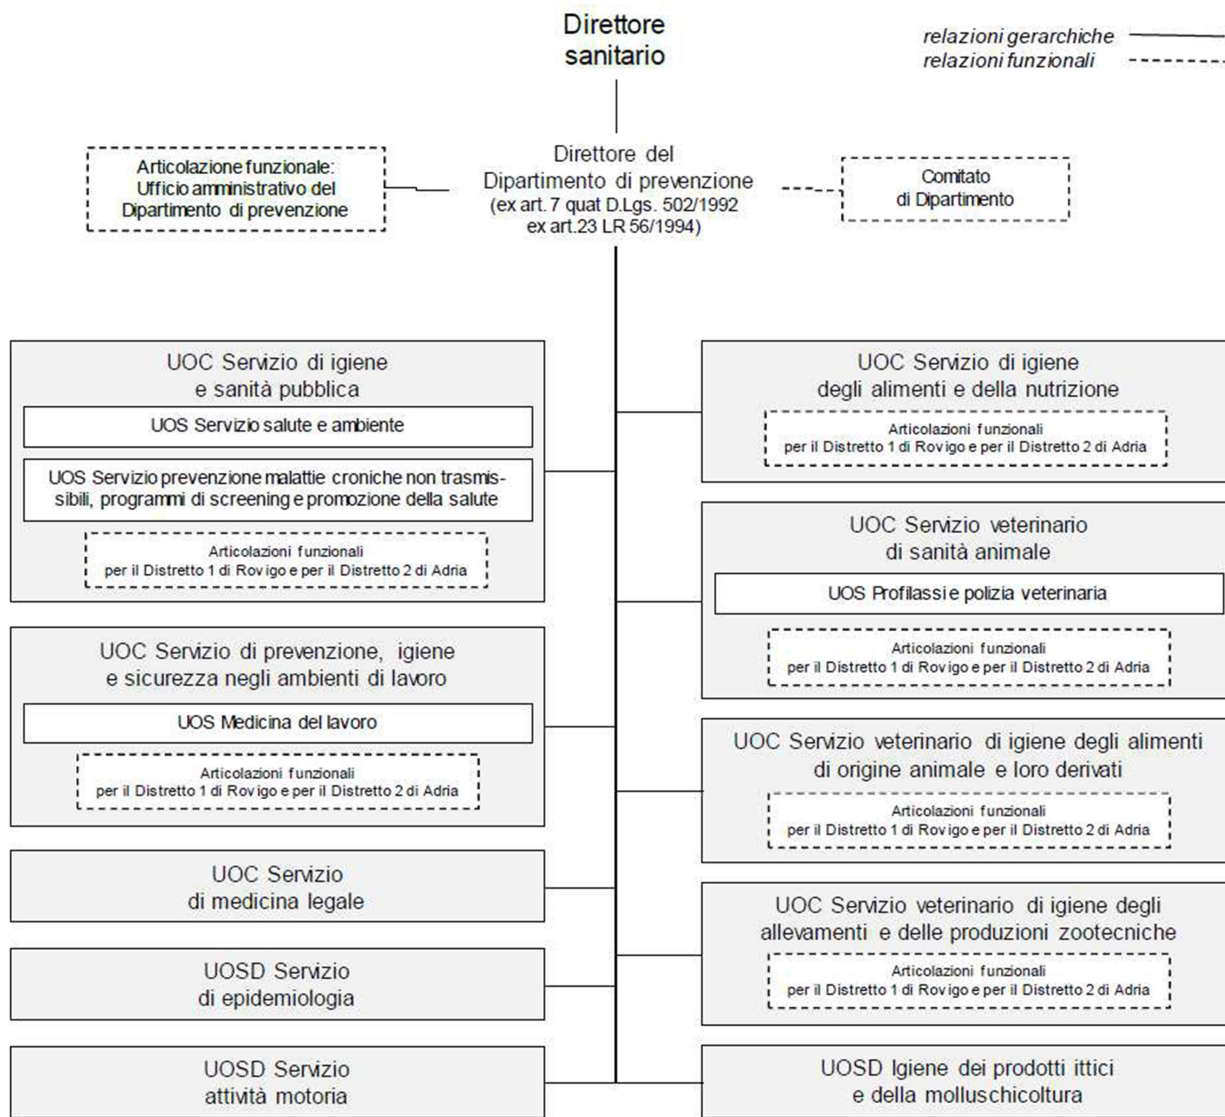 Direttore
sanitario
relazioni gerarchiche
relazioni funzionali
Articolazione funzionale:
Ufficio amministrativo del
Dipartimento di prevenzione
Direttore del
Dipartimento di prevenzione
(ex art. 7 quat D.Lgs. 502/1992
ex art.23 LR 56/1994)
Comitato
di Dipartimento
UOC Servizio di igiene
e sanità pubblica
UOS Servizio salute e ambiente
UOS Servizio prevenzione malattie croniche non trasmis-
sibili, programmi di screening e promozione della salute
Articolazioni funzionali
per il Distretto 1 di Rovigo e per il Distretto 2 di Adria
UOC Servizio di prevenzione, igiene
e sicurezza negli ambienti di lavoro
UOS Medicina del lavoro
Articolazioni funzionali
per il Distretto 1 di Rovigo e per il Distretto 2 di Adria
UOC Servizio
di medicina legale
UOSD Servizio
di epidemiologia
UOSD Servizio
attività motoria
UOC Servizio di igiene
degli alimenti e della nutrizione
Articolazioni funzionali
per il Distretto 1 di Rovigo e per il Distretto 2 di Adria
UOC Servizio veterinario
di sanità animale
UOS Profilassi e polizia veterinaria
Articolazioni funzionali
per il Distretto 1 di Rovigo e per il Distretto 2 di Adria
UOC Servizio veterinario di igiene degli alimenti
di origine animale e loro derivati
Articolazioni funzionali
per il Distretto 1 di Rovigo e per il Distretto 2 di Adria
UOC Servizio veterinario di igiene degli
allevamenti e delle produzioni zootecniche
Articolazioni funzionali
per il Distretto 1 di Rovigo e per il Distretto 2 di Adria
UOSD Igiene dei prodotti ittici
e della molluschicoltura